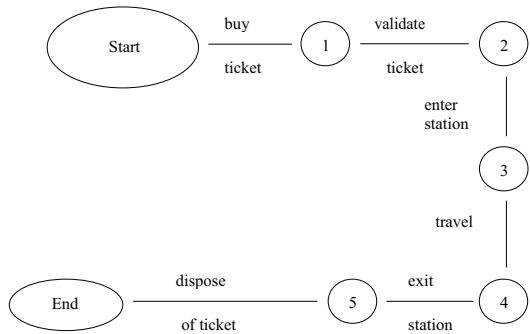 buy
validate
Start
1
2
ticket
ticket
enter
station
3
travel
dispose
exit
End
5
4
of ticket
station